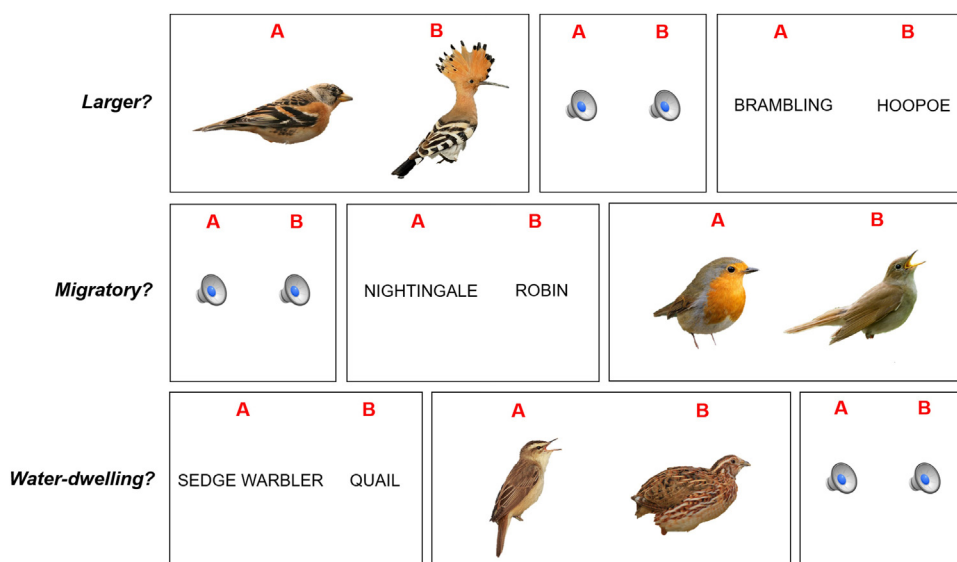 A B A B A B
Larger?
BRAMBLING HOOPOE
A B A B A B
Migratory?
NIGHTINGALE ROBIN
A B A B A B
Water-dwelling?
SEDGE WARBLER QUAIL